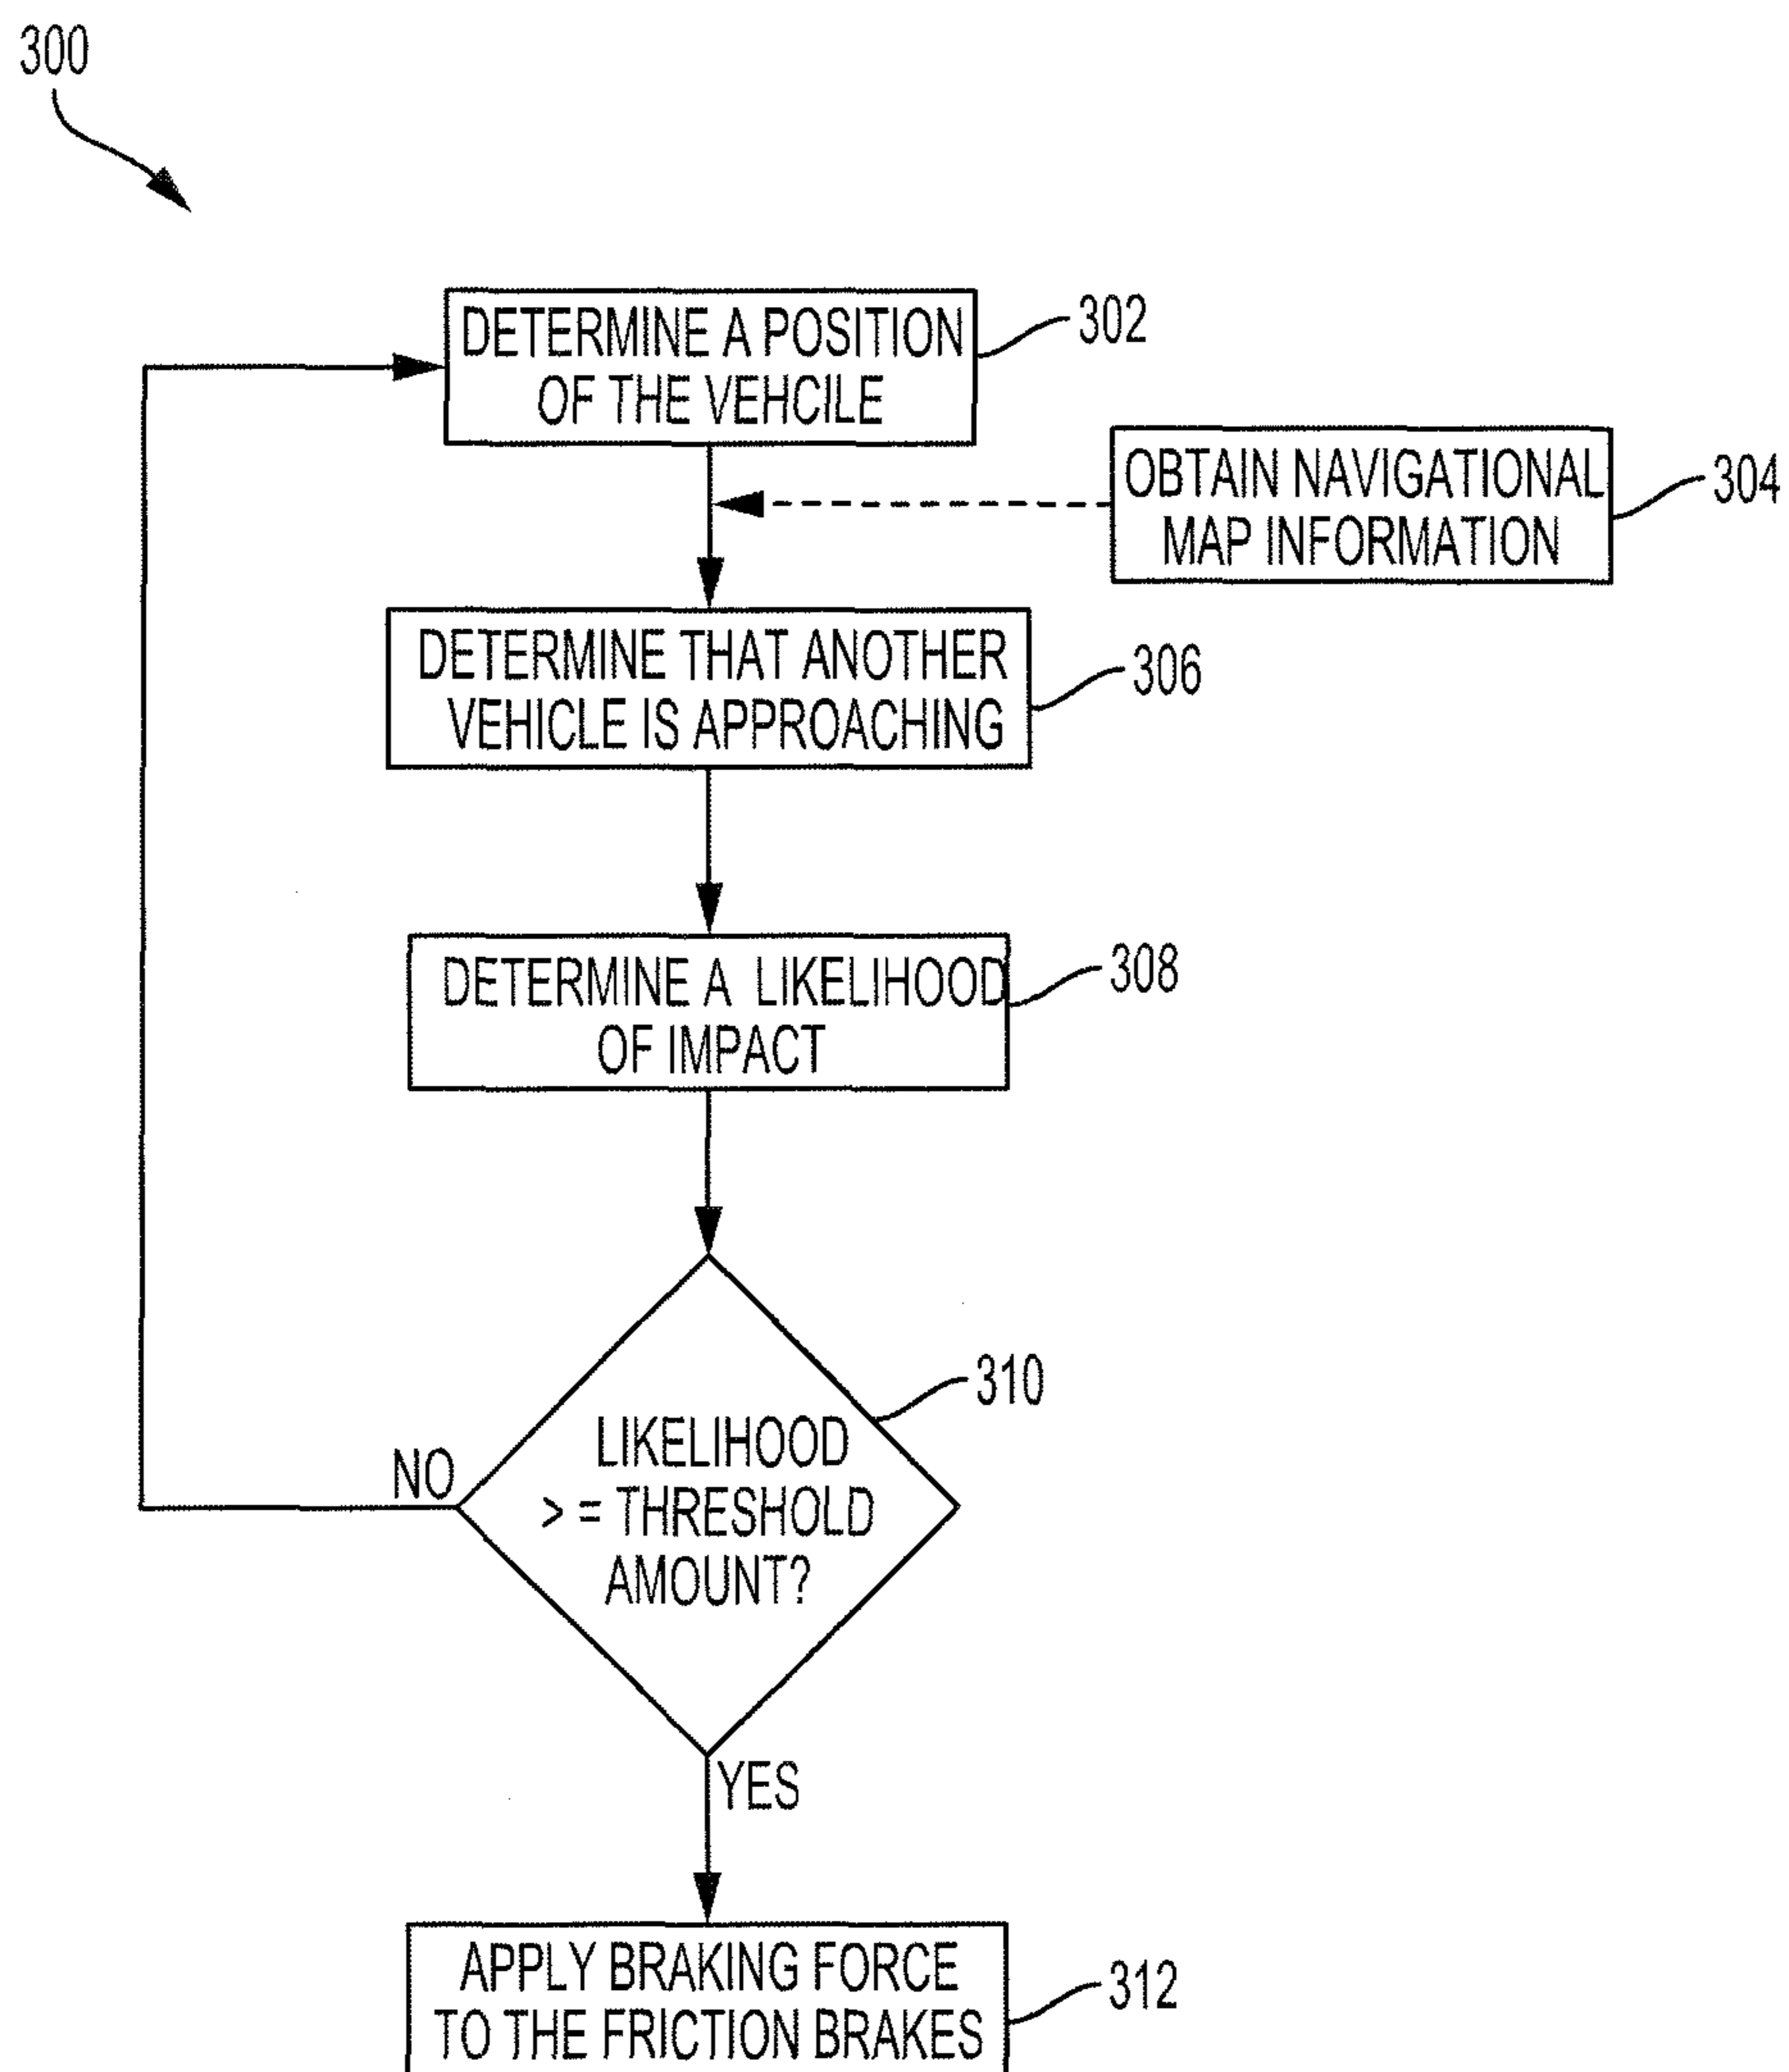 300
DETERMINE A POSITION
OF THE VEHCILE
302
OBTAIN NAVIGATIONAL
MAP INFORMATION
304
DETERMINE THAT ANOTHER
VEHICLE IS APPROACHING
306
DETERMINE A LIKELIHOOD
OF IMPACT
308
LIKELIHOOD
> = THRESHOLD
AMOUNT?
310
NO
YES
APPLY BRAKING FORCE
TO THE FRICTION BRAKES
312